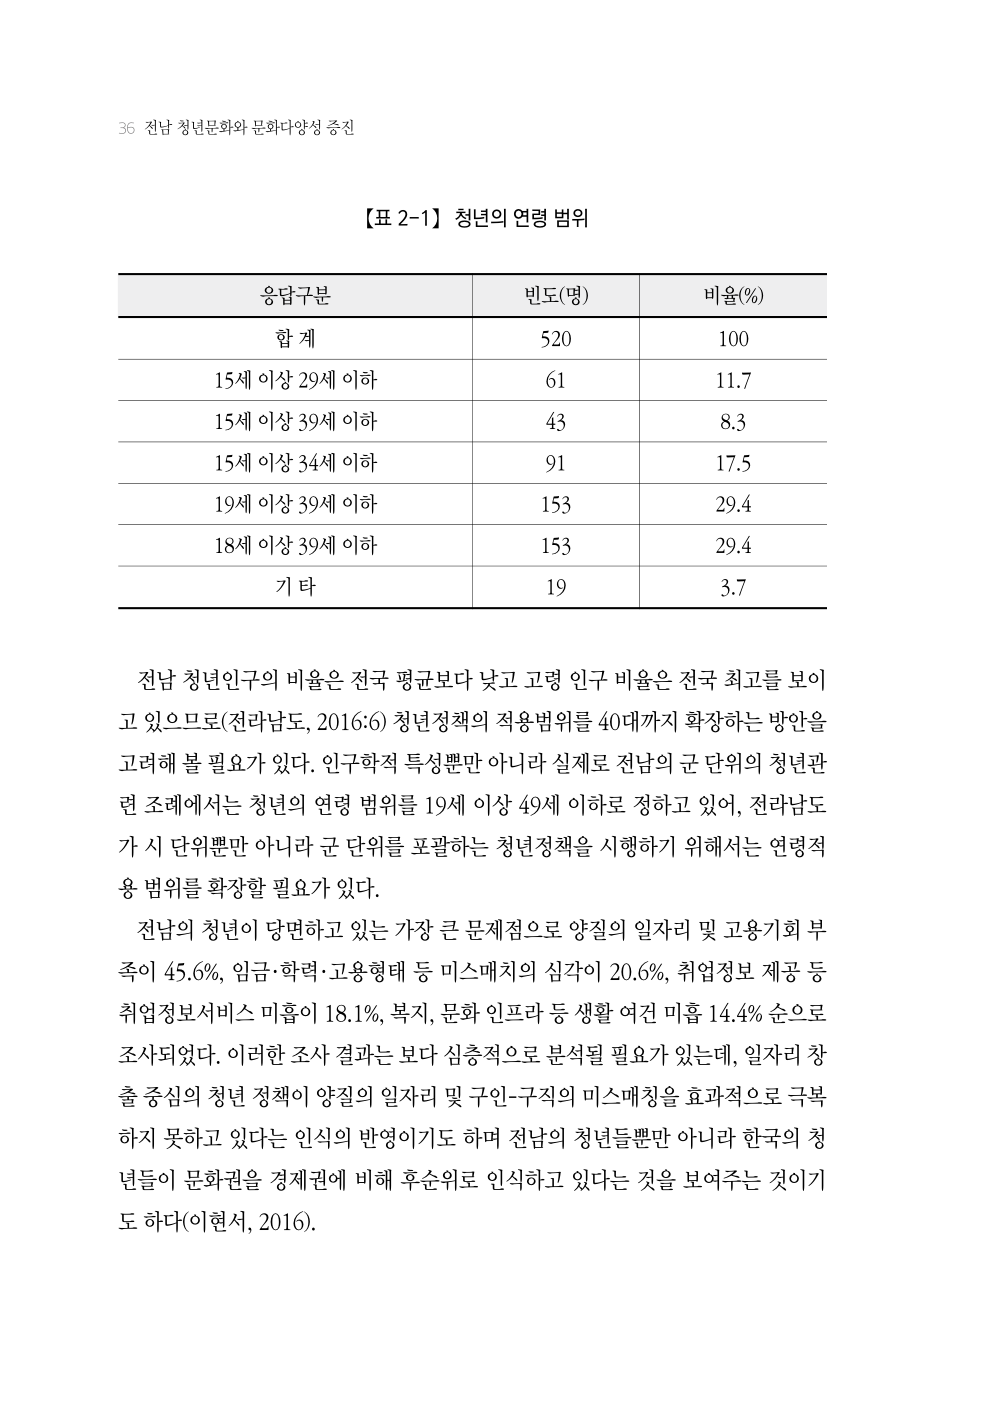 36 전남 청년문화와 문화다양성 증진
【표 2-1】 청년의 연령 범위
응답구분 빈도(명) 비율(%)
합 계 520 100
15세 이상 29세 이하 61 11.7
15세 이상 39세 이하 43 8.3
15세 이상 34세 이하 91 17.5
19세 이상 39세 이하 153 29.4
18세 이상 39세 이하 153 29.4
기 타 19 3.7
전남 청년인구의 비율은 전국 평균보다 낮고 고령 인구 비율은 전국 최고를 보이
고 있으므로(전라남도, 2016:6) 청년정책의 적용범위를 40대까지 확장하는 방안을
고려해 볼 필요가 있다. 인구학적 특성뿐만 아니라 실제로 전남의 군 단위의 청년관
련 조례에서는 청년의 연령 범위를 19세 이상 49세 이하로 정하고 있어, 전라남도
가 시 단위뿐만 아니라 군 단위를 포괄하는 청년정책을 시행하기 위해서는 연령적
용 범위를 확장할 필요가 있다.
전남의 청년이 당면하고 있는 가장 큰 문제점으로 양질의 일자리 및 고용기회 부
족이 45.6%, 임금·학력·고용형태 등 미스매치의 심각이 20.6%, 취업정보 제공 등
취업정보서비스 미흡이 18.1%, 복지, 문화 인프라 등 생활 여건 미흡 14.4% 순으로
조사되었다. 이러한 조사 결과는 보다 심층적으로 분석될 필요가 있는데, 일자리 창
출 중심의 청년 정책이 양질의 일자리 및 구인-구직의 미스매칭을 효과적으로 극복
하지 못하고 있다는 인식의 반영이기도 하며 전남의 청년들뿐만 아니라 한국의 청
년들이 문화권을 경제권에 비해 후순위로 인식하고 있다는 것을 보여주는 것이기
도 하다(이현서, 2016).